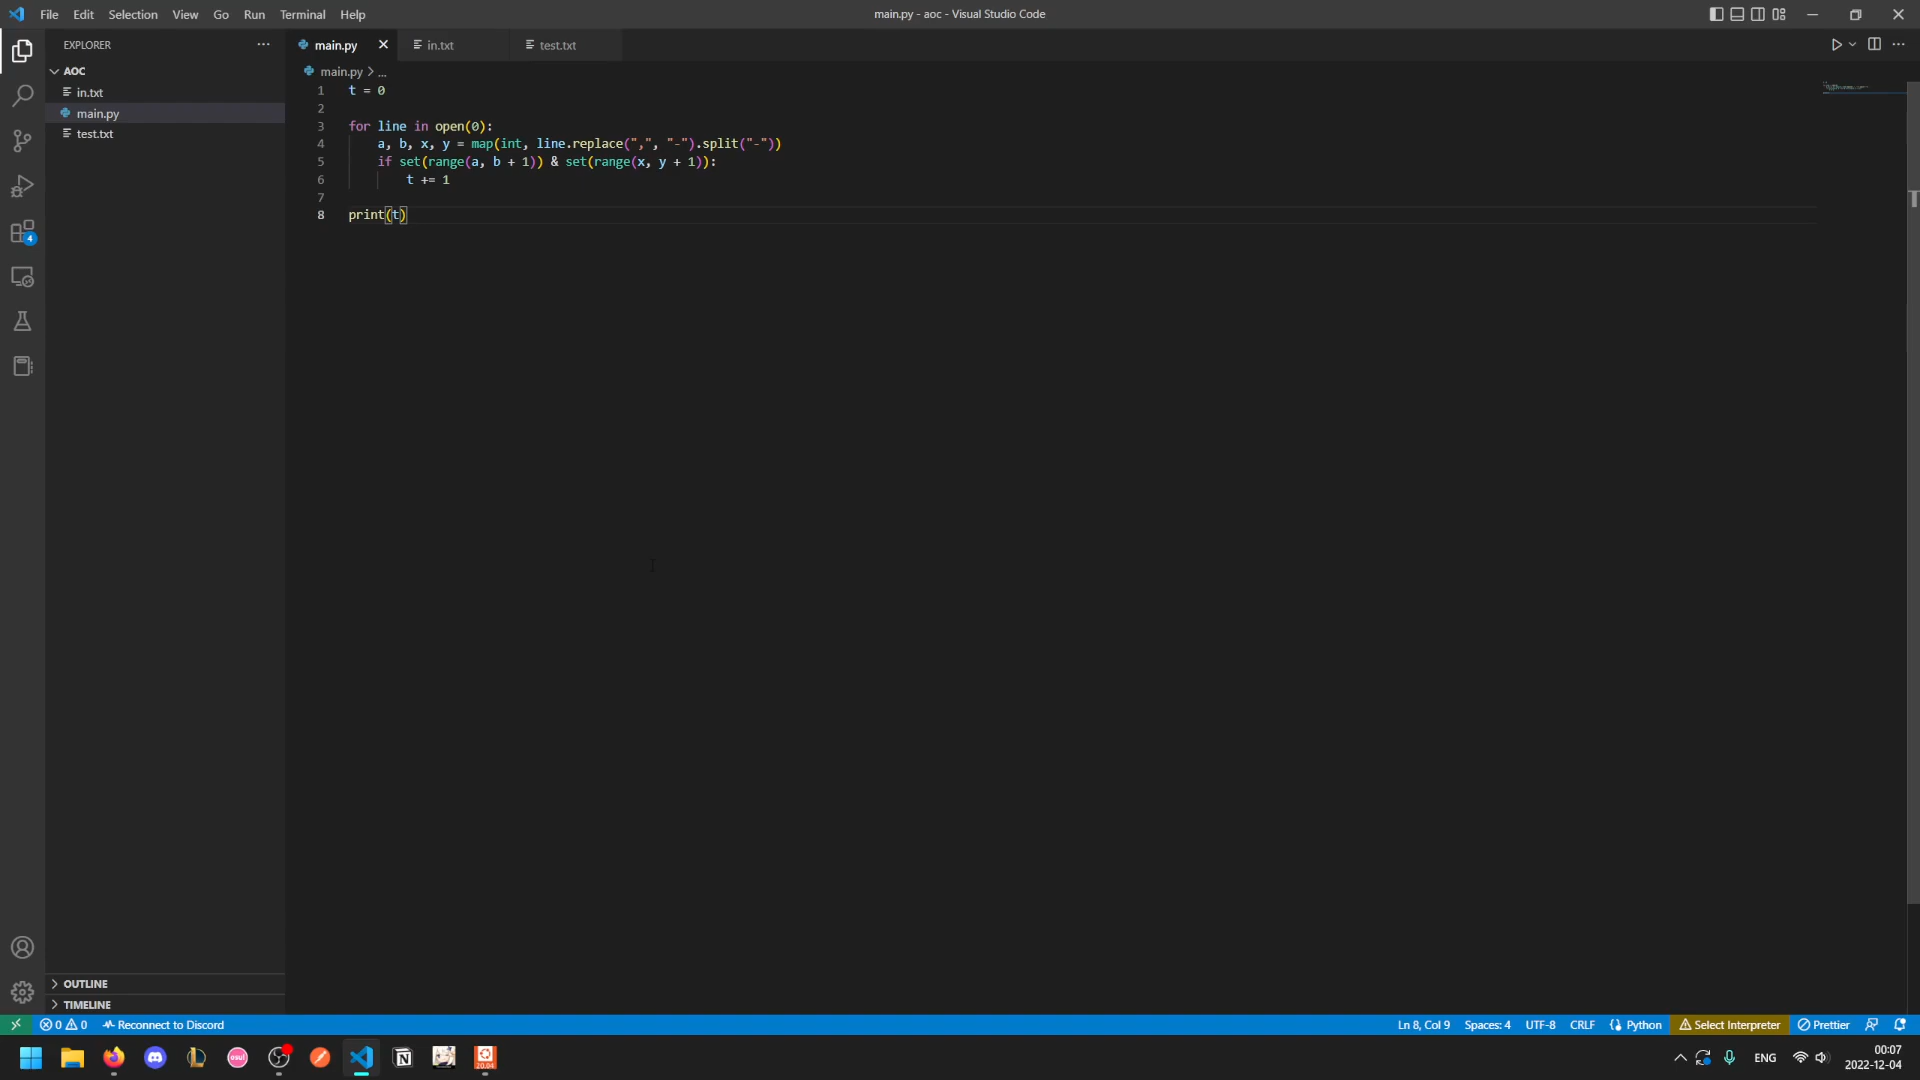 File Edit Selection View Go Run Terminal Help
main.py - aoc - Visual Studio Code
EXPLORER
AOC
in.txt
main.py
test.txt
main.py in.txt test.txt
main.py > ...
1 t = 0
2
3 for line in open(0):
4     a, b, x, y = map(int, line.replace(",", "-").split("-"))
5     if set(range(a, b + 1)) & set(range(x, y + 1)):
6         t += 1
7
8 print(t)
4
OUTLINE
TIMELINE
0 0 Reconnect to Discord
Ln 8, Col 9 Spaces: 4 UTF-8 CRLF Python Select Interpreter Prettier
osu!
20.04
ENG
00:07
2022-12-04